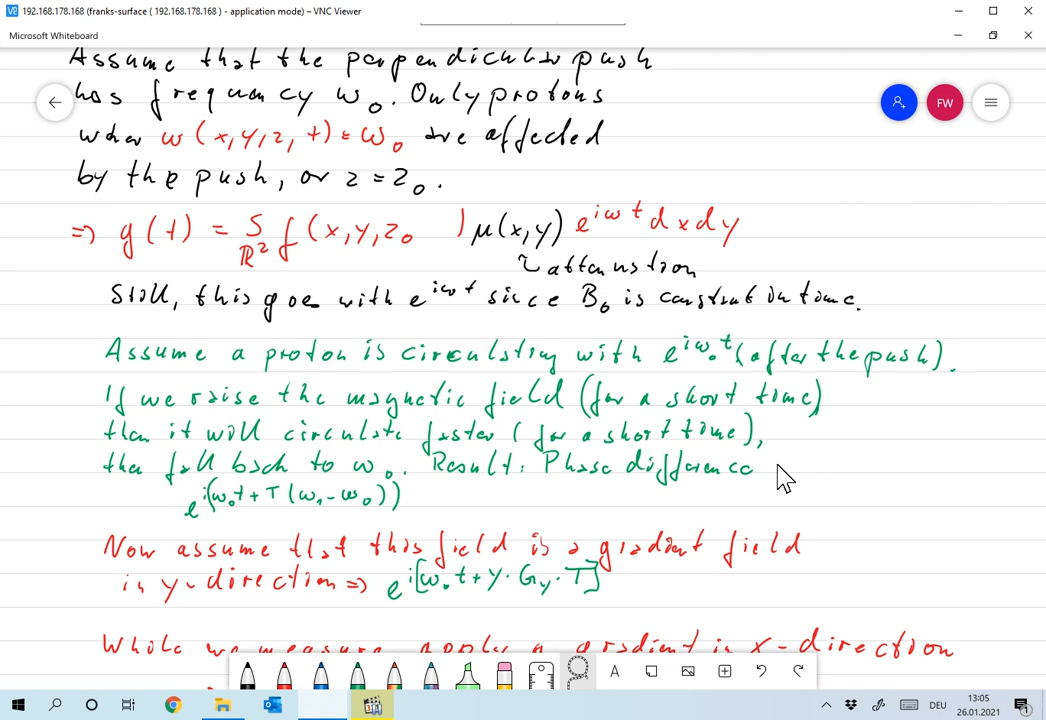 192.168.178.168 (franks-surface ( 192.168.178.168 ) - application mode) – VNC Viewer
Microsoft Whiteboard
Assume that the perpendicular push
has frequency ω₀. Only protons
when ω(x,y,z,t) = ω₀ are affected
by the push, or z = z₀.
FW
=> g(t) = ∫_ℝ² f(x,y,z₀ ) μ(x,y) e^{iωt} dx dy
attenuation
Still, this goes with e^{iωt} since B₀ is constant in time.
Assume a proton is circulating with e^{iω₀t} (after the push).
If we raise the magnetic field (for a short time)
then it will circulate faster (for a short time),
then fall back to ω₀. Result: Phase difference
e^{i(ω₀t + T(ω₁-ω₀))}
Now assume that this field is a gradient field
in y-direction => e^{i[ω₀t + y·G_y·T]}
While we measure apply a gradient in x-direction
DEU
13:05
26.01.2021